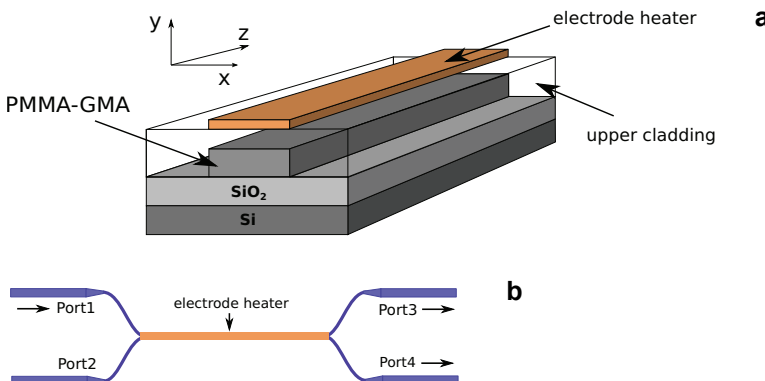 electrode heater
a
y
z
x
PMMA-GMA
upper cladding
SiO₂
Si
b
electrode heater
Port1
Port3
Port2
Port4